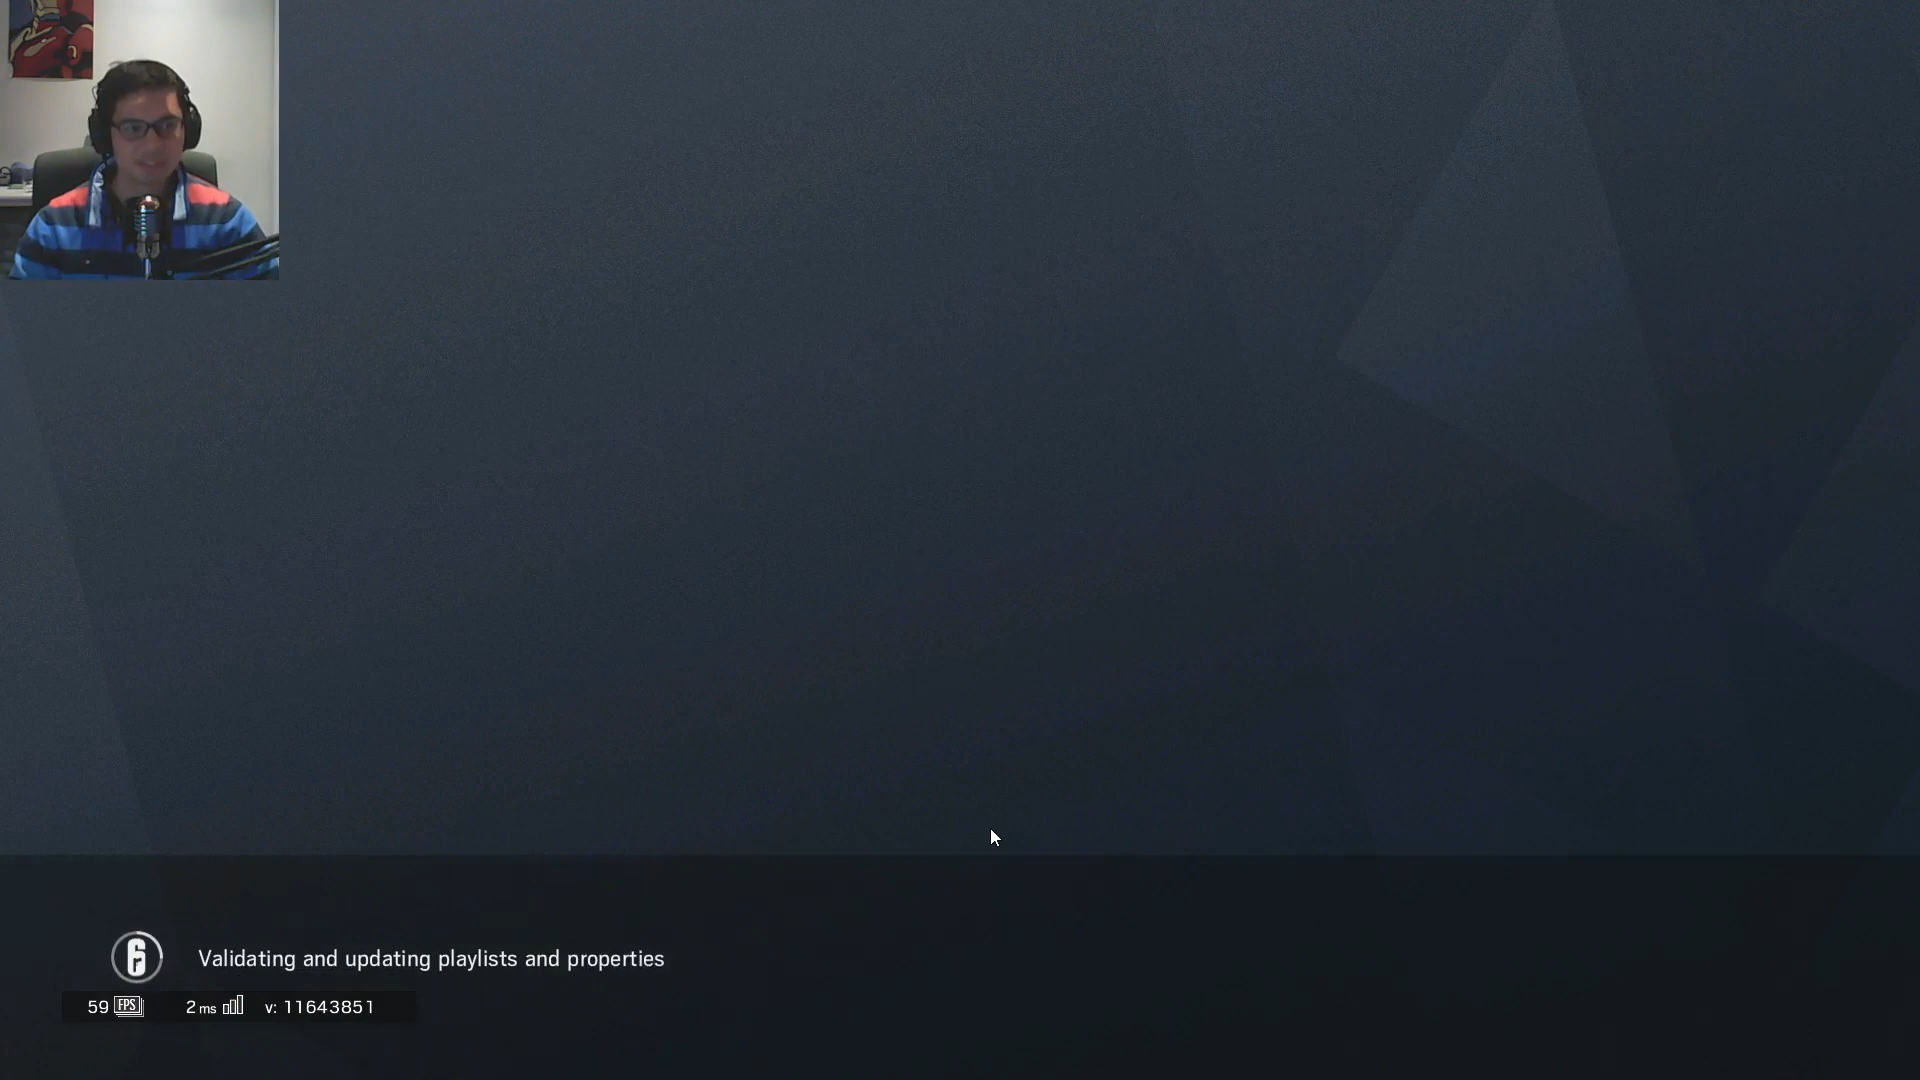 Validating and updating playlists and properties
59 FPS 2 ms v: 11643851